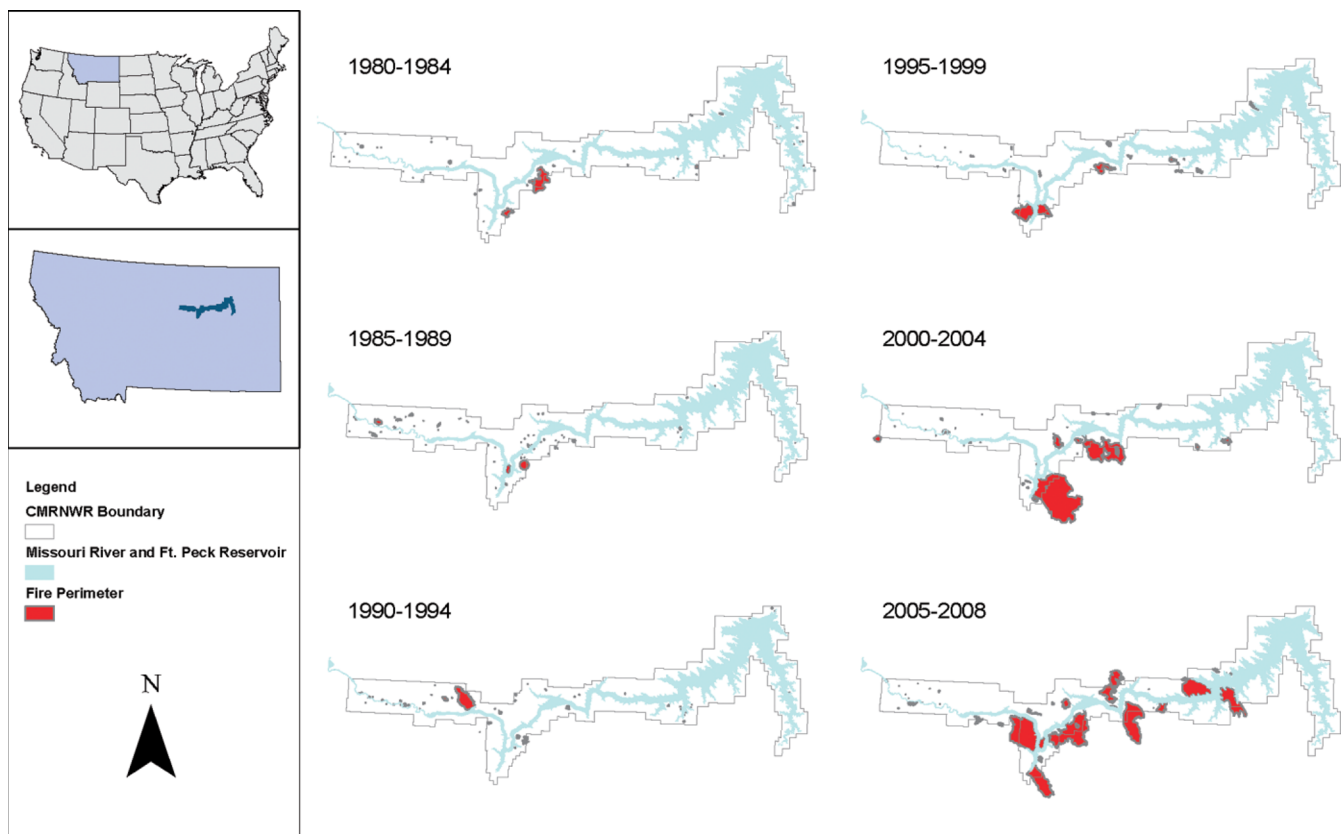 1980-1984
1995-1999
1985-1989
2000-2004
Legend
CMRNWR Boundary
Missouri River and Ft. Peck Reservoir
Fire Perimeter
1990-1994
2005-2008
N